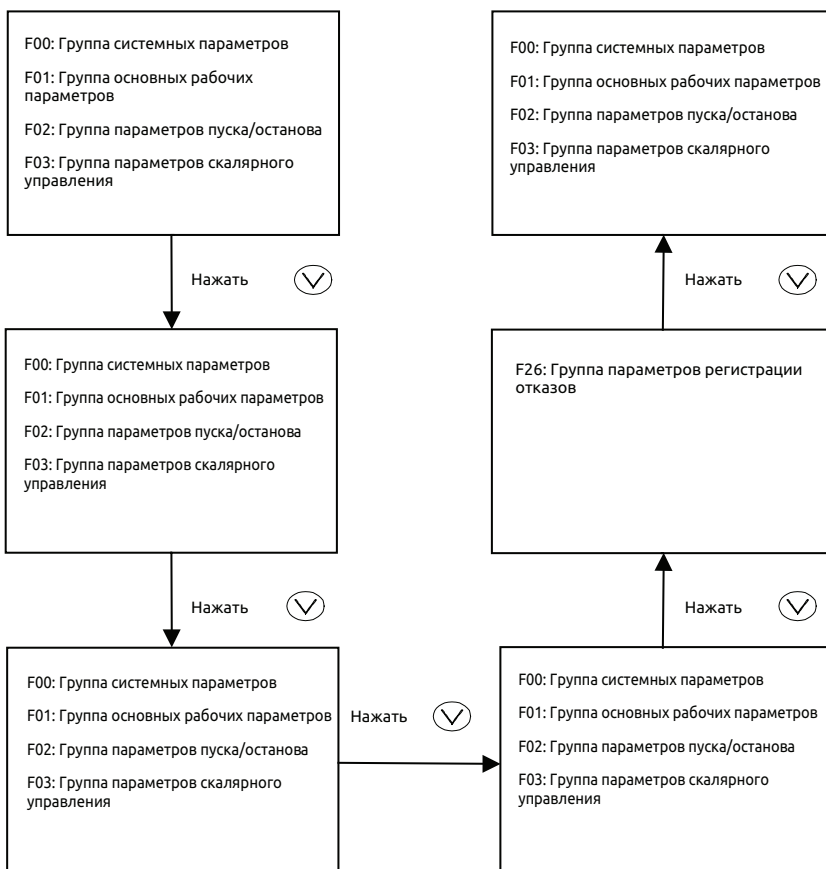 F00: Группа системных параметров
F01: Группа основных рабочих
параметров
F02: Группа параметров пуска/останова
F03: Группа параметров скалярного
управления
Нажать
F00: Группа системных параметров
F01: Группа основных рабочих параметров
F02: Группа параметров пуска/останова
F03: Группа параметров скалярного
управления
Нажать
F00: Группа системных параметров
F01: Группа основных рабочих параметров
F02: Группа параметров пуска/останова
F03: Группа параметров скалярного
управления
Нажать
F00: Группа системных параметров
F01: Группа основных рабочих параметров
F02: Группа параметров пуска/останова
F03: Группа параметров скалярного
управления
Нажать
F26: Группа параметров регистрации
отказов
Нажать
F00: Группа системных параметров
F01: Группа основных рабочих параметров
F02: Группа параметров пуска/останова
F03: Группа параметров скалярного
управления